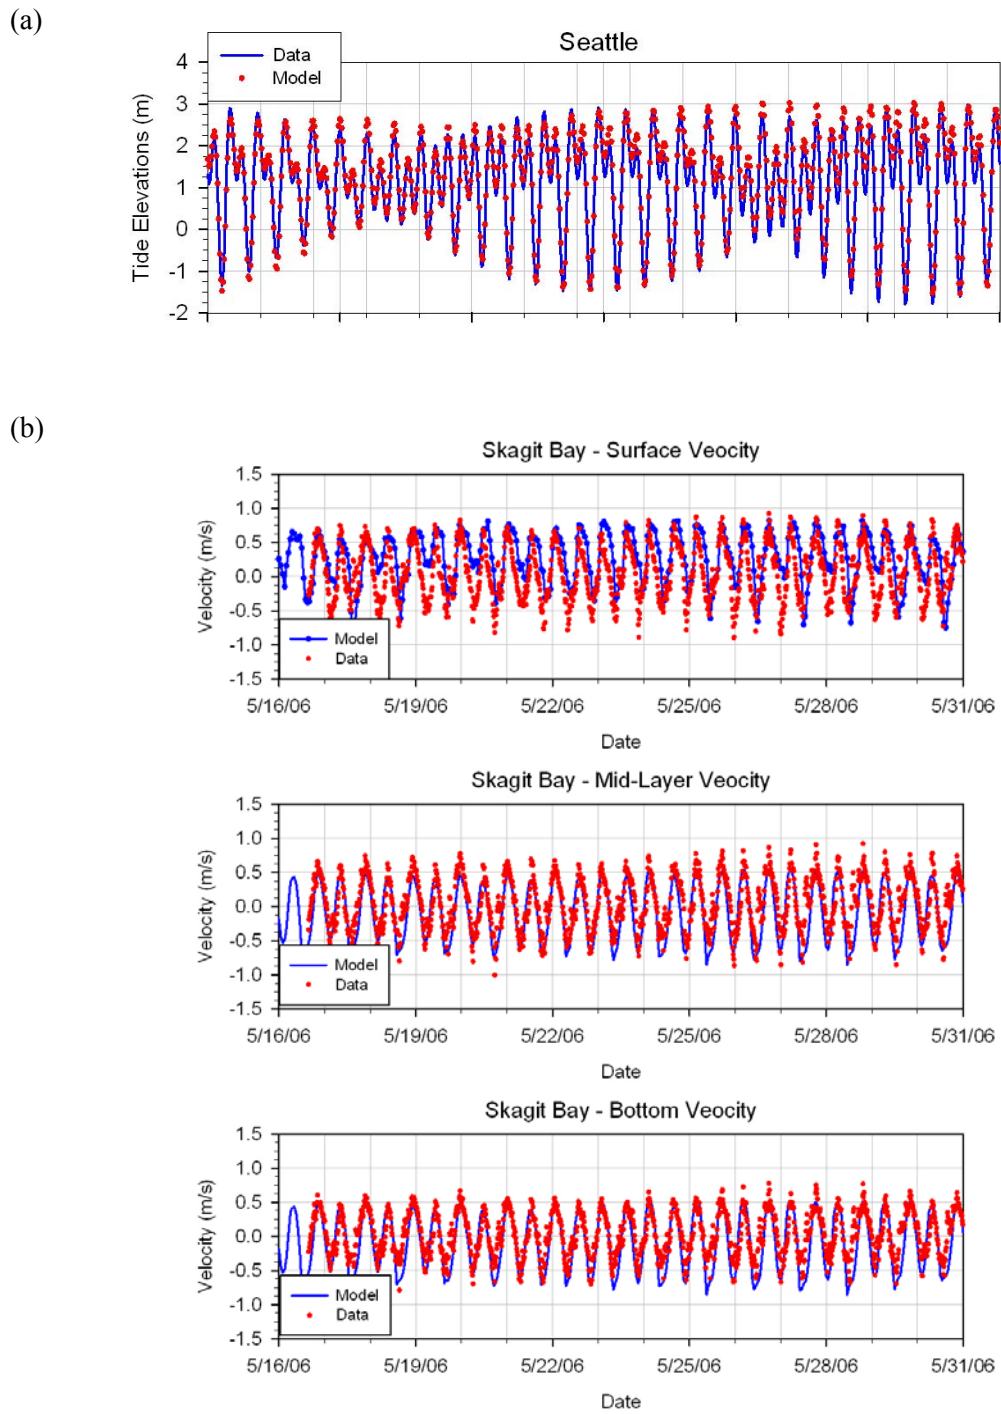 (a)
Seattle
Data
Model
Tide Elevations (m)
4
3
2
1
0
-1
-2
(b)
Skagit Bay - Surface Veocity
Velocity (m/s)
1.5
1.0
0.5
0.0
-0.5
-1.0
-1.5
Model
Data
5/16/06 5/19/06 5/22/06 5/25/06 5/28/06 5/31/06
Date
Skagit Bay - Mid-Layer Veocity
Velocity (m/s)
1.5
1.0
0.5
0.0
-0.5
-1.0
-1.5
Model
Data
5/16/06 5/19/06 5/22/06 5/25/06 5/28/06 5/31/06
Date
Skagit Bay - Bottom Veocity
Velocity (m/s)
1.5
1.0
0.5
0.0
-0.5
-1.0
-1.5
Model
Data
5/16/06 5/19/06 5/22/06 5/25/06 5/28/06 5/31/06
Date